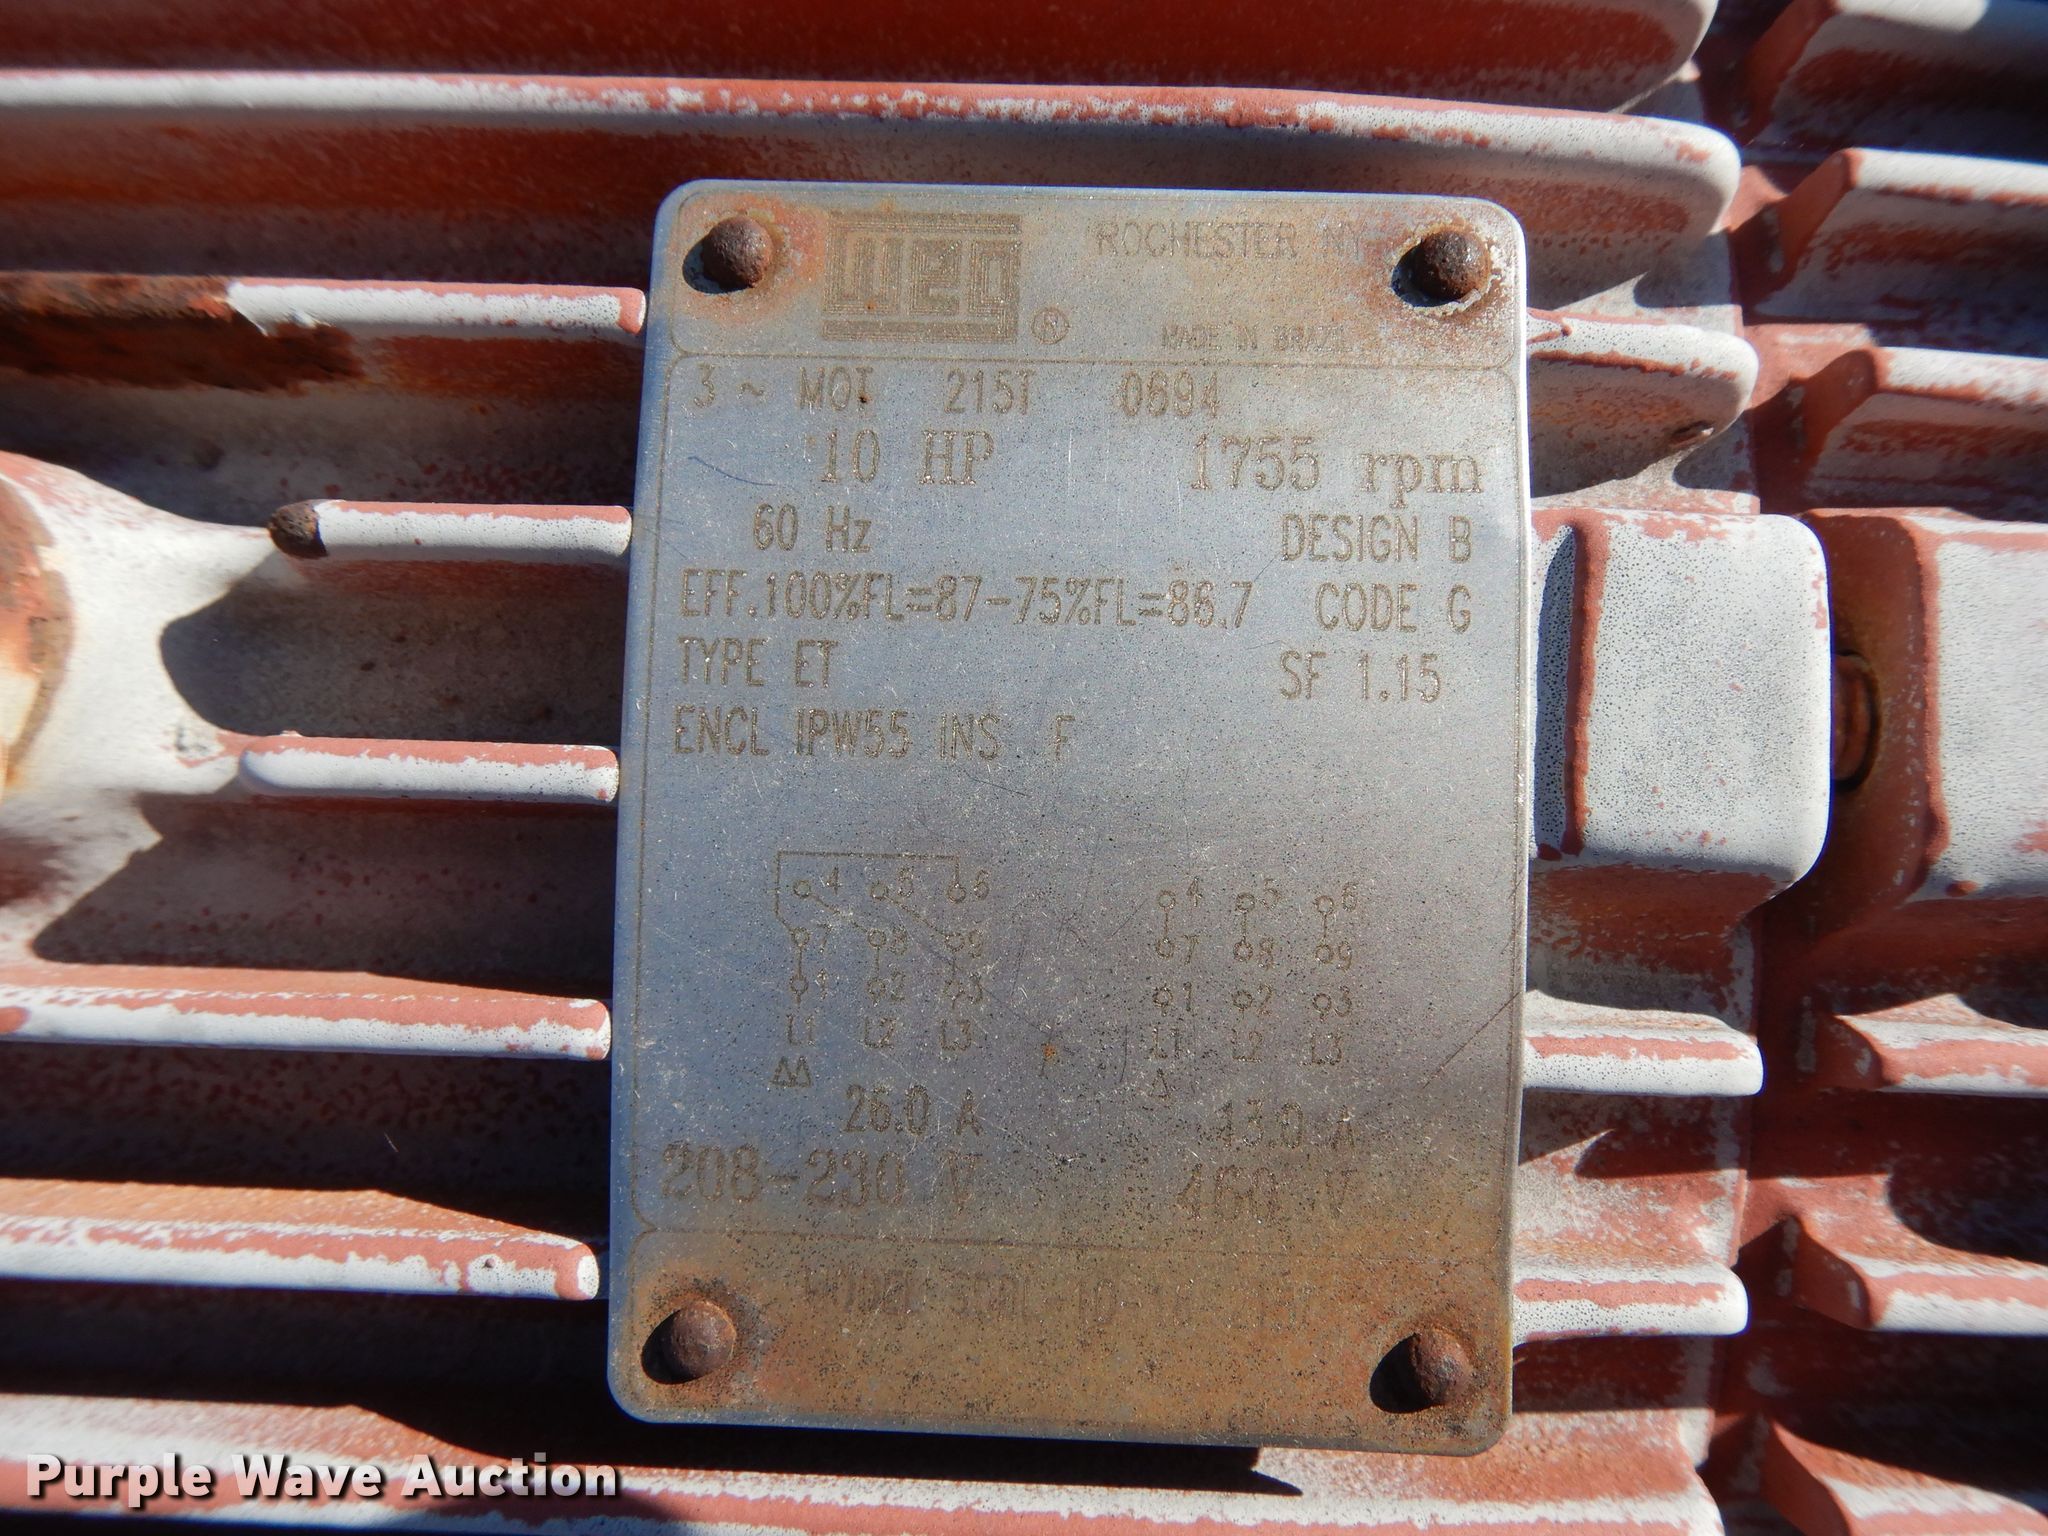 weg ® ROCHESTER NY
MADE IN BRAZIL
3 ~ MOT 215T 0694
10 HP 1755 rpm
60 Hz DESIGN B
EFF.100%FL=87-75%FL=86.7 CODE G
TYPE ET SF 1.15
ENCL IPW55 INS F
4 5 6 4 5 6
7 8 9 7 8 9
1 2 3 1 2 3
L1 L2 L3 L1 L2 L3
ΔΔ Δ
26.0 A 13.0 A
208-230 V 460 V
Purple Wave Auction